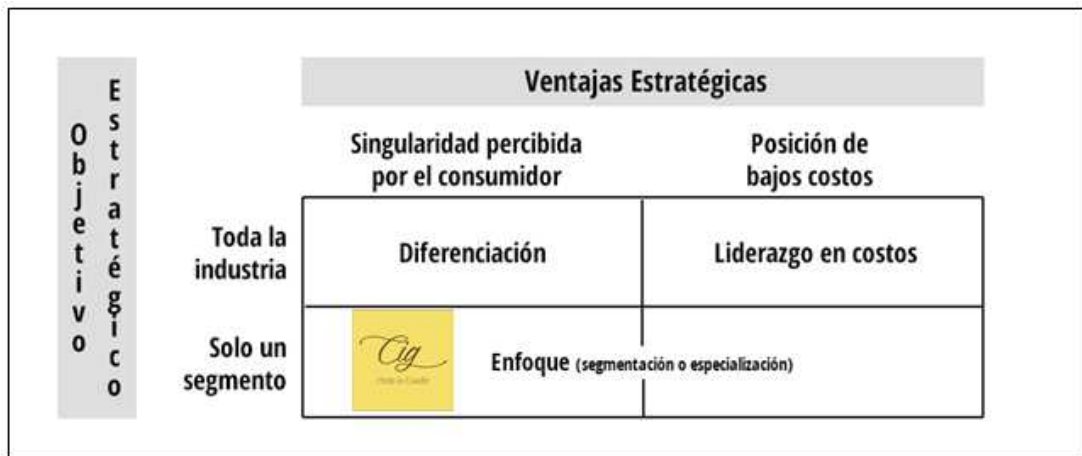 Objetivo
Estratégico
Ventajas Estratégicas
Singularidad percibida
por el consumidor
Posición de
bajos costos
Toda la
industria
Diferenciación
Liderazgo en costos
Solo un
segmento
Cig
Enfoque (segmentación o especialización)